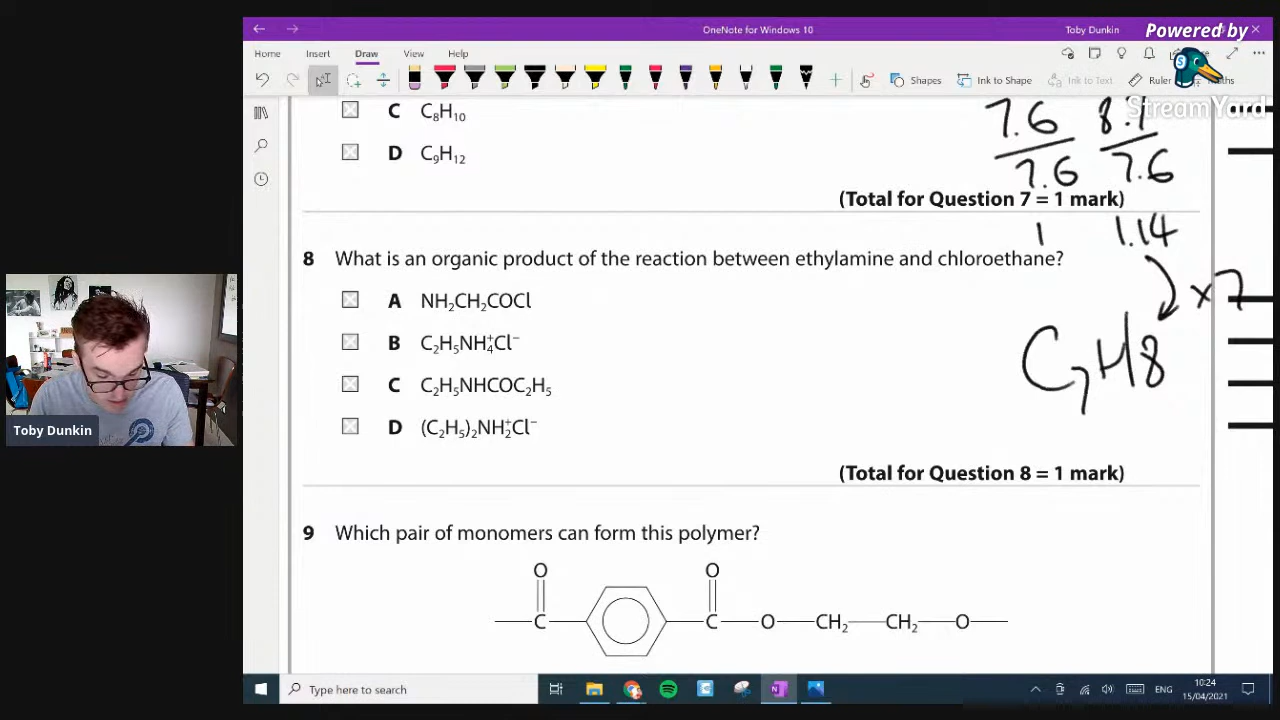 OneNote for Windows 10
Toby Dunkin
Powered by
Home
Insert
Draw
View
Help
Shapes
Ink to Shape
Ink to Text
Ruler
Maths
StreamYard
C C₈H₁₀
D C₉H₁₂
7.6 8.1
7.6 7.6
(Total for Question 7 = 1 mark)
1 1.14
8 What is an organic product of the reaction between ethylamine and chloroethane?
×7
A NH₂CH₂COCl
B C₂H₅NH₄⁺Cl⁻
C₇H8
C C₂H₅NHCOC₂H₅
D (C₂H₅)₂NH₂⁺Cl⁻
Toby Dunkin
(Total for Question 8 = 1 mark)
9 Which pair of monomers can form this polymer?
O O
C C O CH₂ CH₂ O
Type here to search
ENG
10:24
15/04/2021